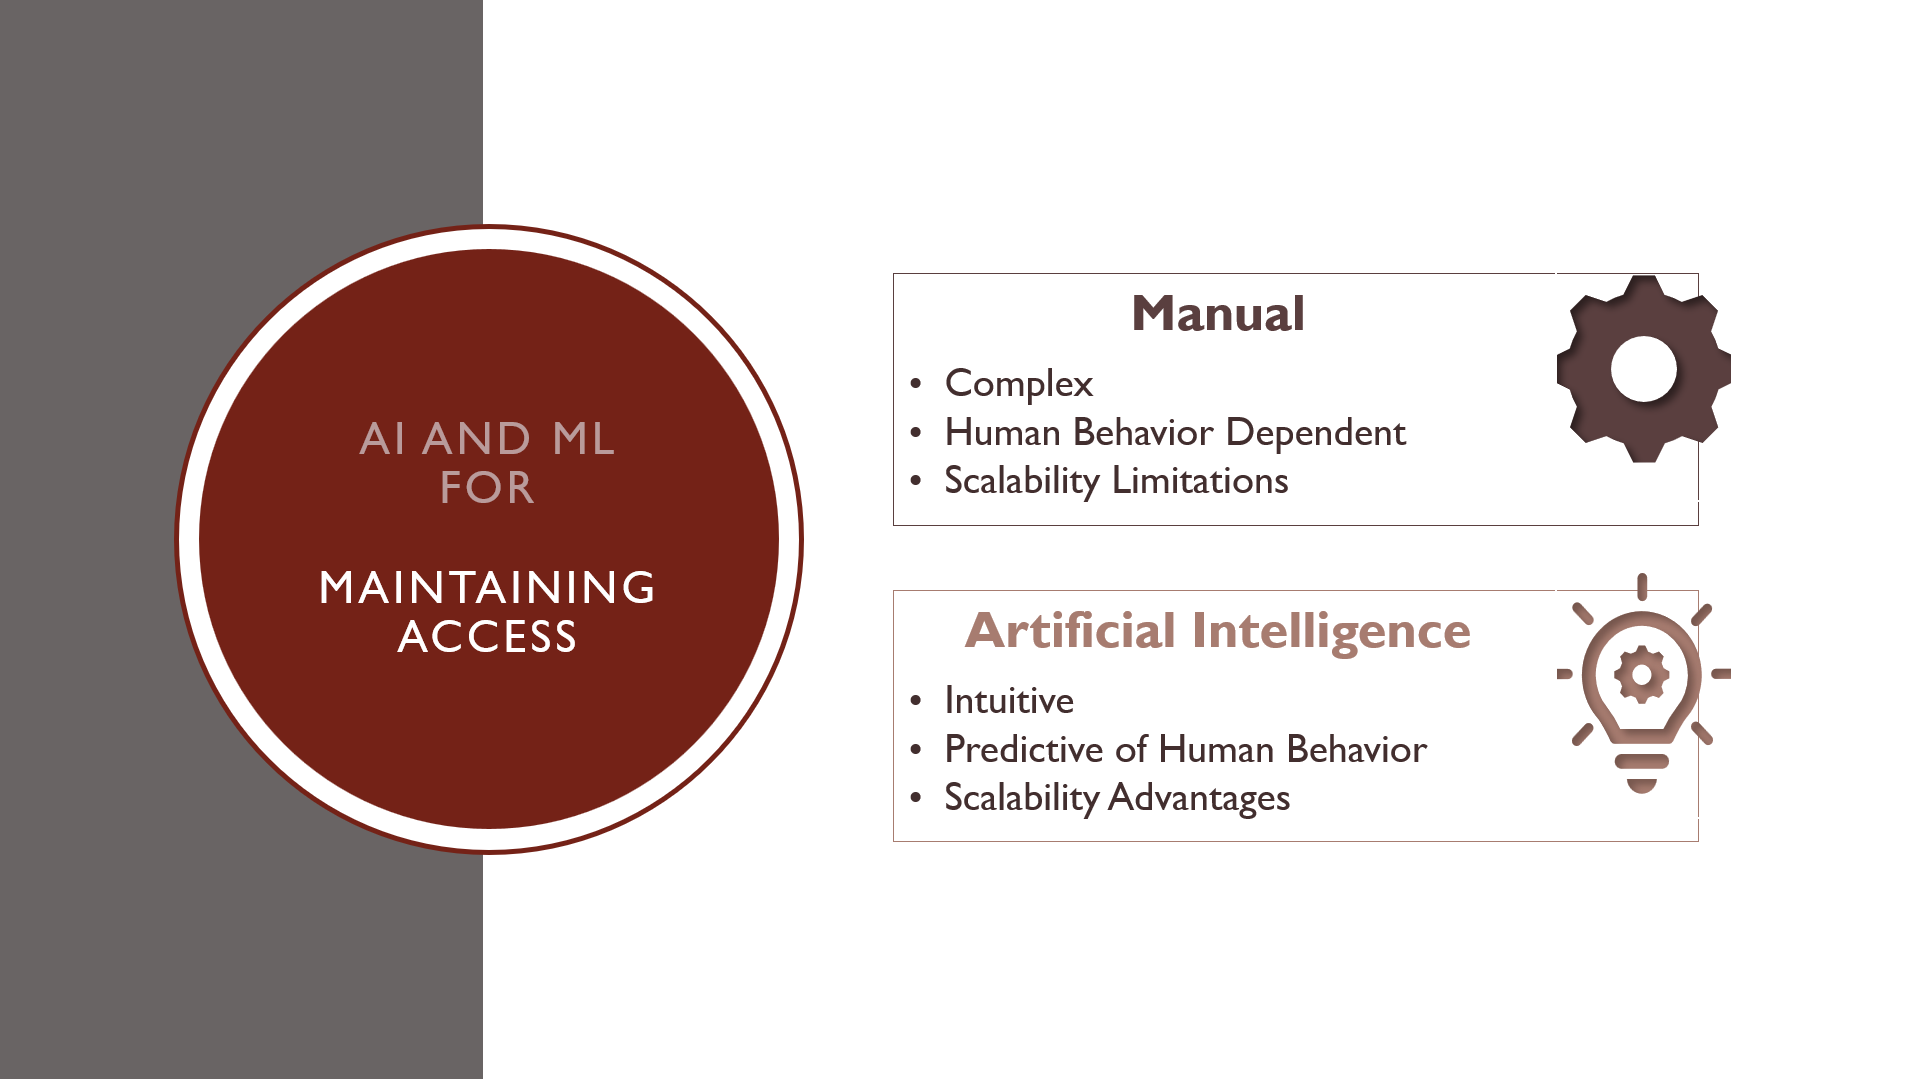 AI AND ML
FOR
MAINTAINING
ACCESS
Manual
• Complex
• Human Behavior Dependent
• Scalability Limitations
Artificial Intelligence
• Intuitive
• Predictive of Human Behavior
• Scalability Advantages